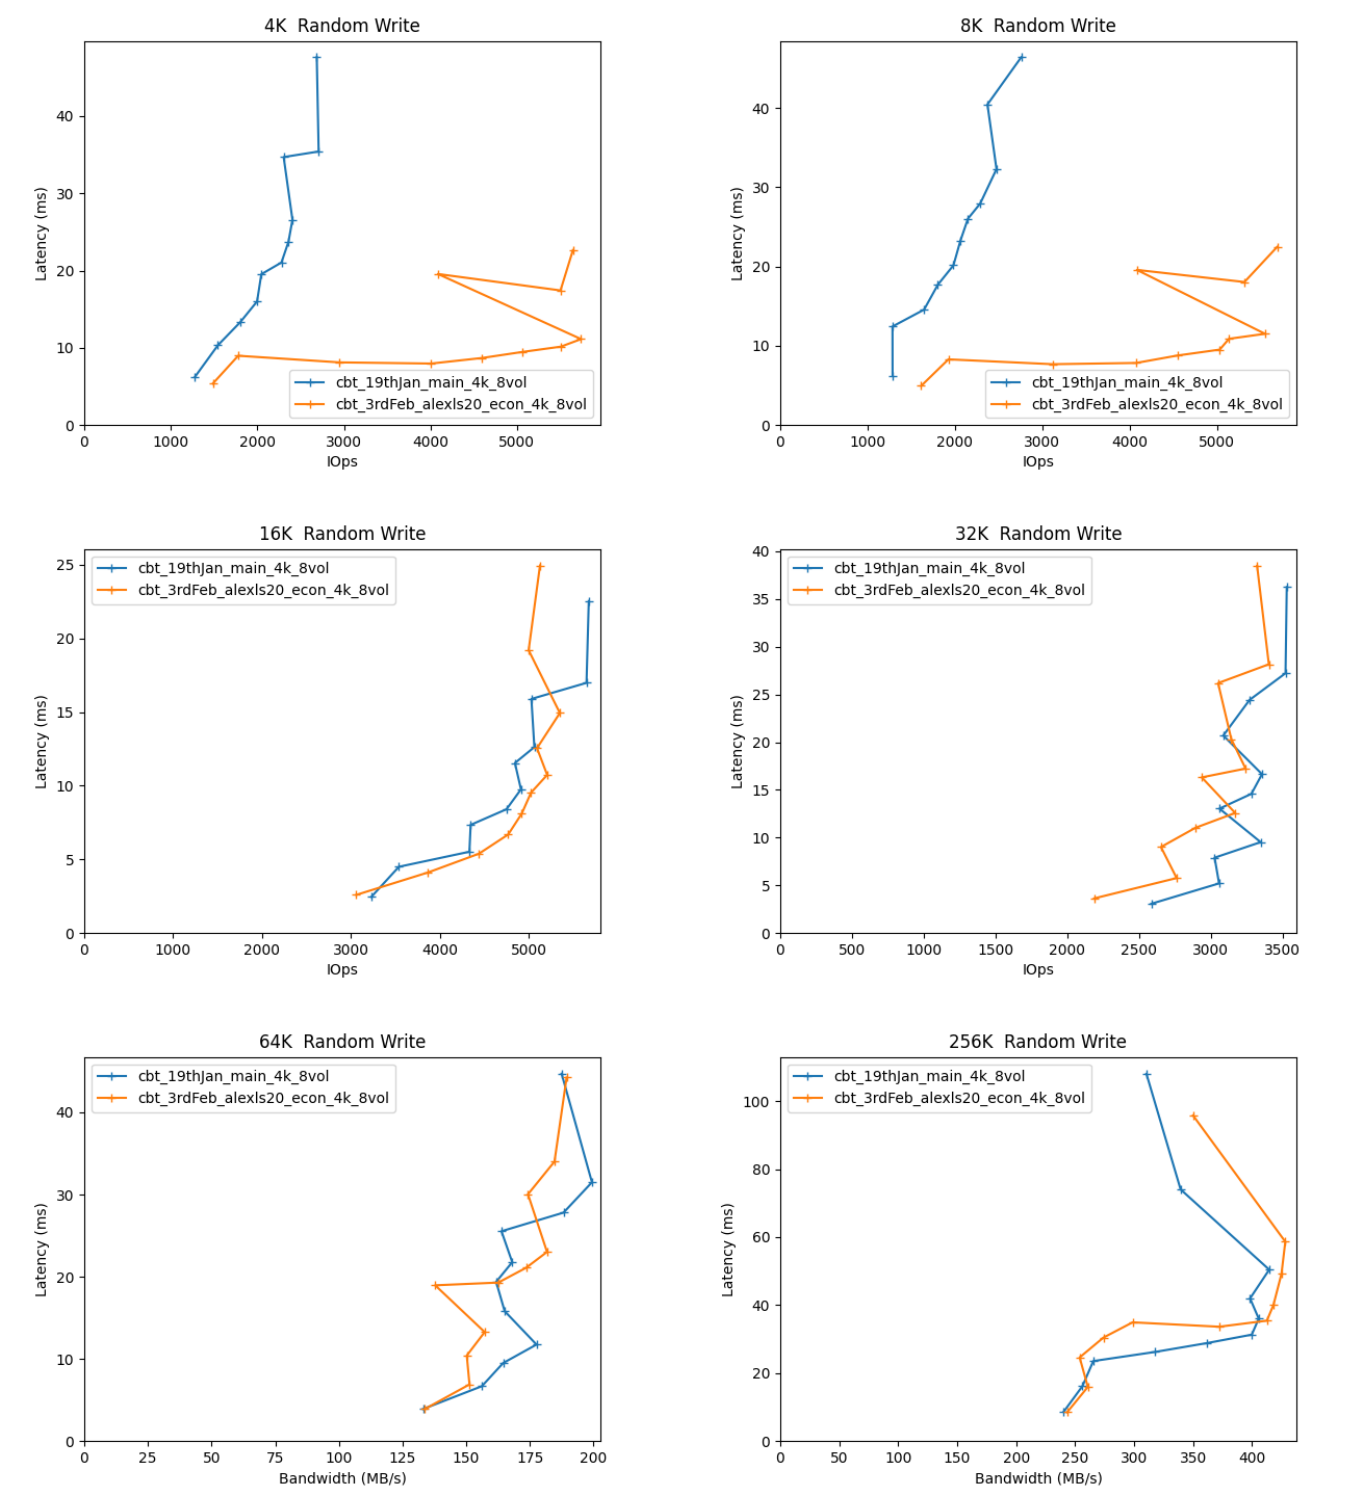 4K  Random Write
Latency (ms)
40
30
20
10
0
cbt_19thJan_main_4k_8vol
cbt_3rdFeb_alexls20_econ_4k_8vol
0 1000 2000 3000 4000 5000
IOps
8K  Random Write
Latency (ms)
40
30
20
10
0
cbt_19thJan_main_4k_8vol
cbt_3rdFeb_alexls20_econ_4k_8vol
0 1000 2000 3000 4000 5000
IOps
16K  Random Write
cbt_19thJan_main_4k_8vol
cbt_3rdFeb_alexls20_econ_4k_8vol
Latency (ms)
25
20
15
10
5
0
0 1000 2000 3000 4000 5000
IOps
32K  Random Write
cbt_19thJan_main_4k_8vol
cbt_3rdFeb_alexls20_econ_4k_8vol
Latency (ms)
40
35
30
25
20
15
10
5
0
0 500 1000 1500 2000 2500 3000 3500
IOps
64K  Random Write
cbt_19thJan_main_4k_8vol
cbt_3rdFeb_alexls20_econ_4k_8vol
Latency (ms)
40
30
20
10
0
0 25 50 75 100 125 150 175 200
Bandwidth (MB/s)
256K  Random Write
cbt_19thJan_main_4k_8vol
cbt_3rdFeb_alexls20_econ_4k_8vol
Latency (ms)
100
80
60
40
20
0
0 50 100 150 200 250 300 350 400
Bandwidth (MB/s)